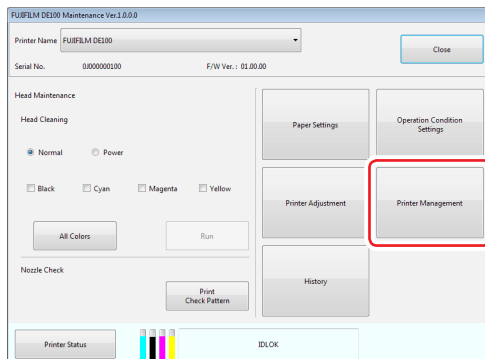 FUJIFILM DE100 Maintenance Ver.1.0.0.0
Printer Name FUJIFILM DE100
Close
Serial No. 0J000000100 F/W Ver. : 01.00.00
Head Maintenance
Head Cleaning
Normal Power
Black Cyan Magenta Yellow
All Colors Run
Nozzle Check
Print
Check Pattern
Paper Settings
Operation Condition
Settings
Printer Adjustment
Printer Management
History
Printer Status
IDLOK